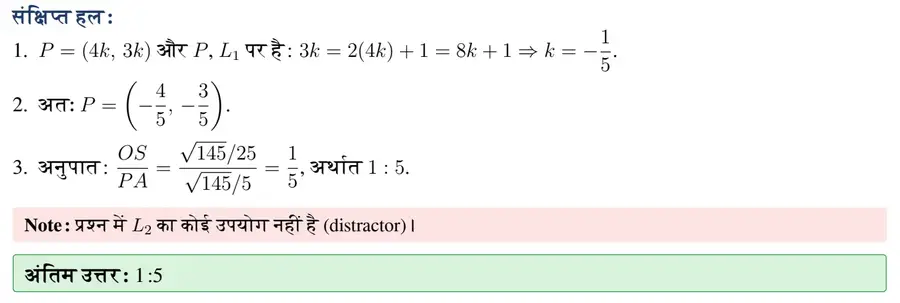 संक्षिप्त हल :
1. P = (4k, 3k) और P, L₁ पर है : 3k = 2(4k) + 1 = 8k + 1 ⇒ k = −1/5.
2. अतः P = (−4/5, −3/5).
3. अनुपात : OS/PA = (√145/25)/(√145/5) = 1/5, अर्थात 1 : 5.
Note : प्रश्न में L₂ का कोई उपयोग नहीं है (distractor)।
अंतिम उत्तर : 1:5